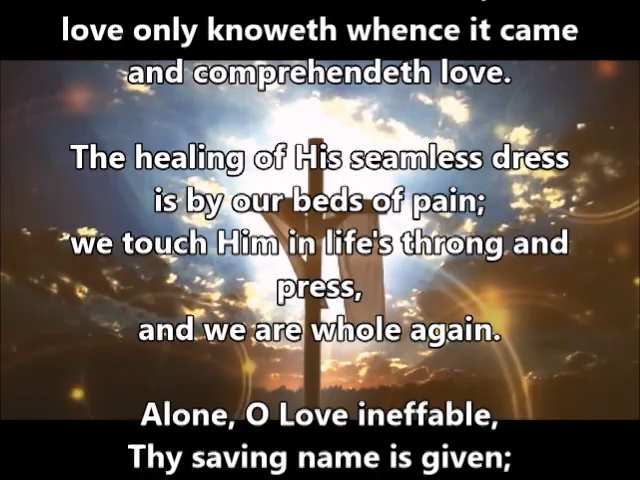 love only knoweth whence it came
and comprehendeth love.
The healing of His seamless dress
is by our beds of pain;
we touch Him in life's throng and
press,
and we are whole again.
Alone, O Love ineffable,
Thy saving name is given;